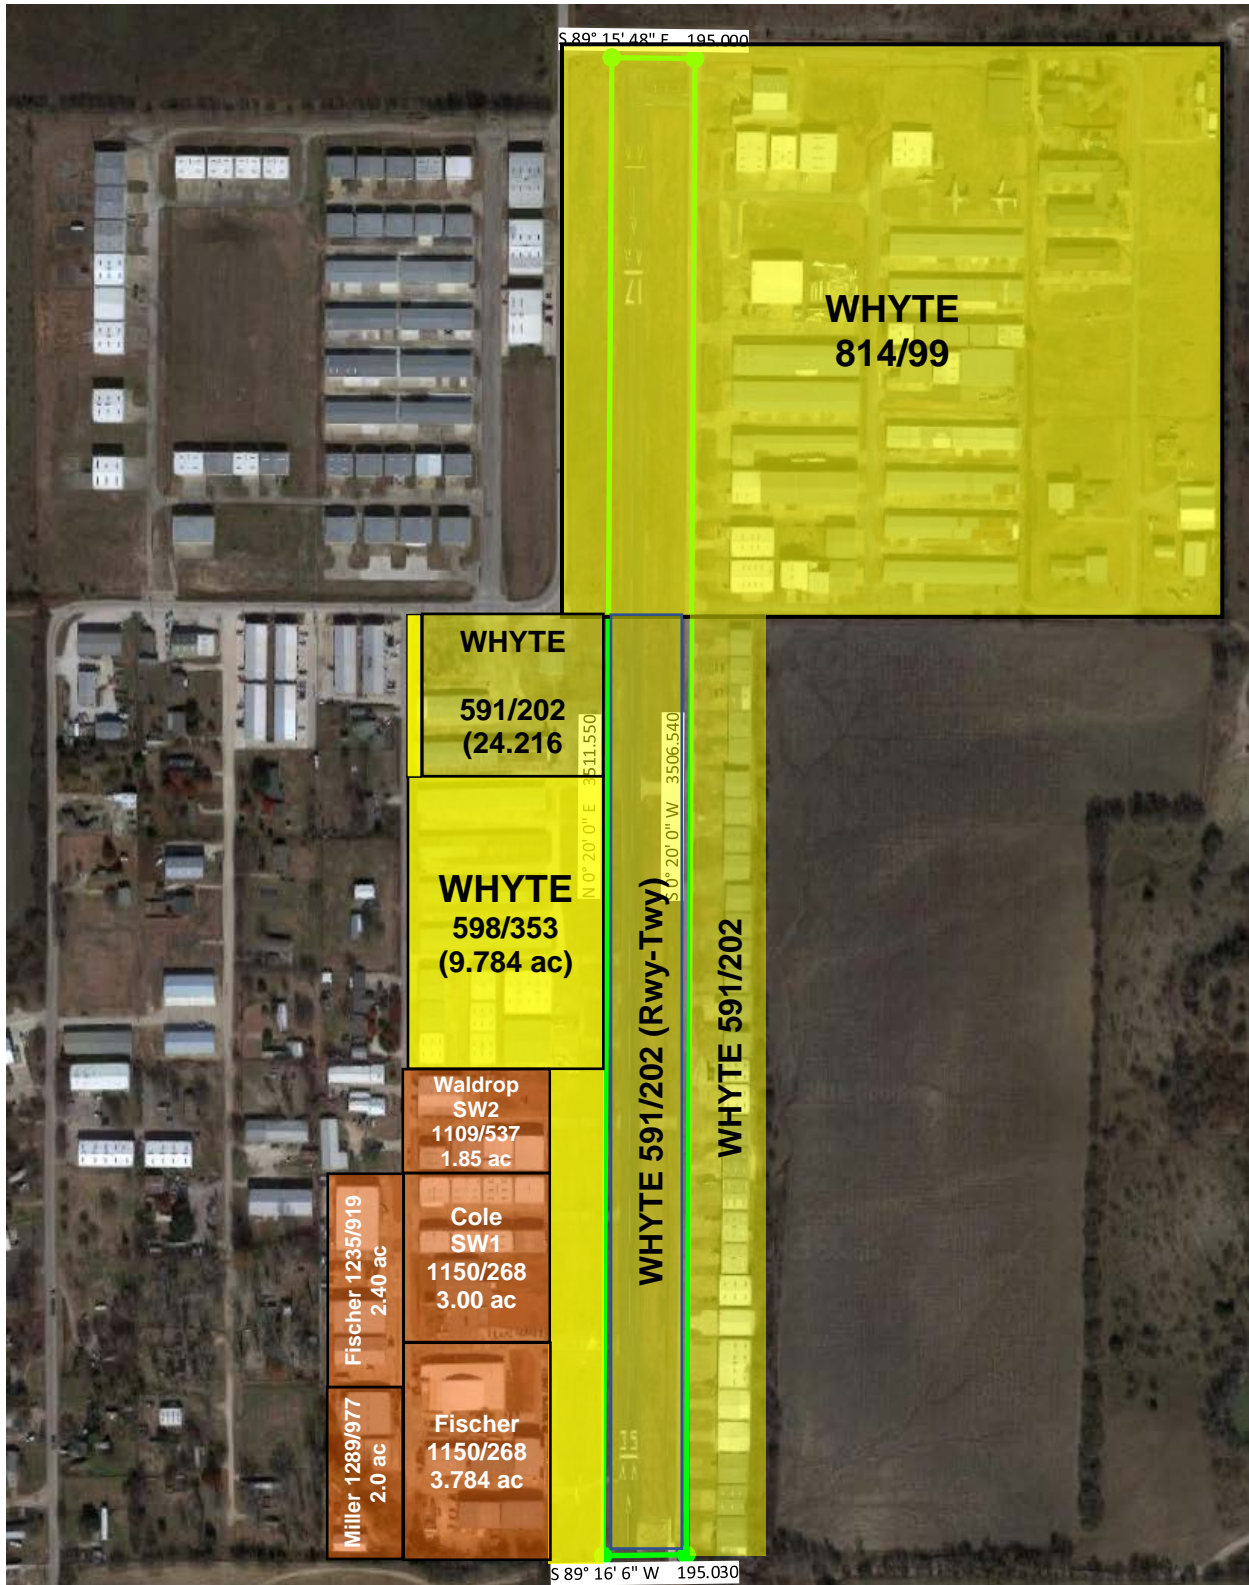 S 89° 15' 48" E 195.000
17
WHYTE
814/99
WHYTE
591/202
(24.216
N 0° 20' 0" E 3511.550
S 0° 20' 0" W 3506.540
WHYTE
598/353
(9.784 ac)
WHYTE 591/202 (Rwy-Twy)
WHYTE 591/202
Waldrop
SW2
1109/537
1.85 ac
Cole
SW1
1150/268
3.00 ac
Fischer 1235/919
2.40 ac
Miller 1289/977
2.0 ac
Fischer
1150/268
3.784 ac
35
S 89° 16' 6" W 195.030